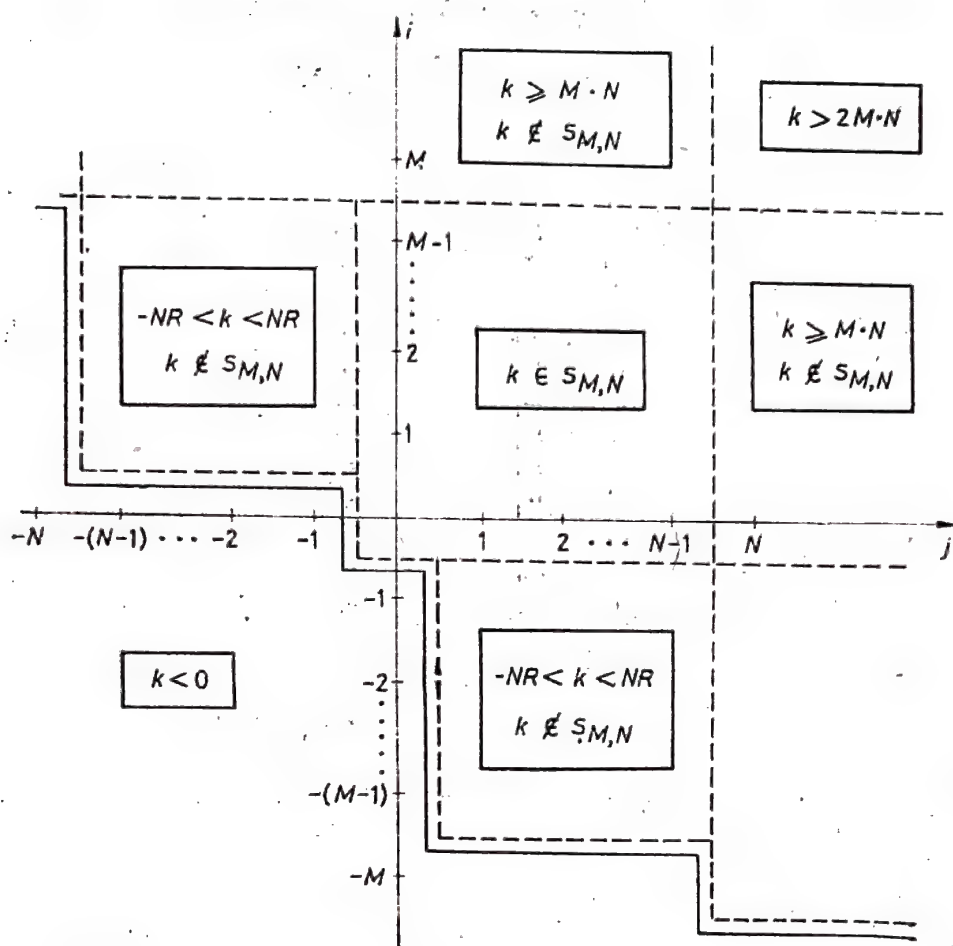 i
k ⩾ M · N
k ∉ S_{M,N}
k > 2M·N
M
M-1
-NR < k < NR
k ∉ S_{M,N}
2
k ∈ S_{M,N}
k ⩾ M·N
k ∉ S_{M,N}
1
-N -(N-1) ··· -2 -1 1 2 ··· N-1 N j
-1
k < 0
-2
-NR < k < NR
k ∉ S_{M,N}
-(M-1)
-M